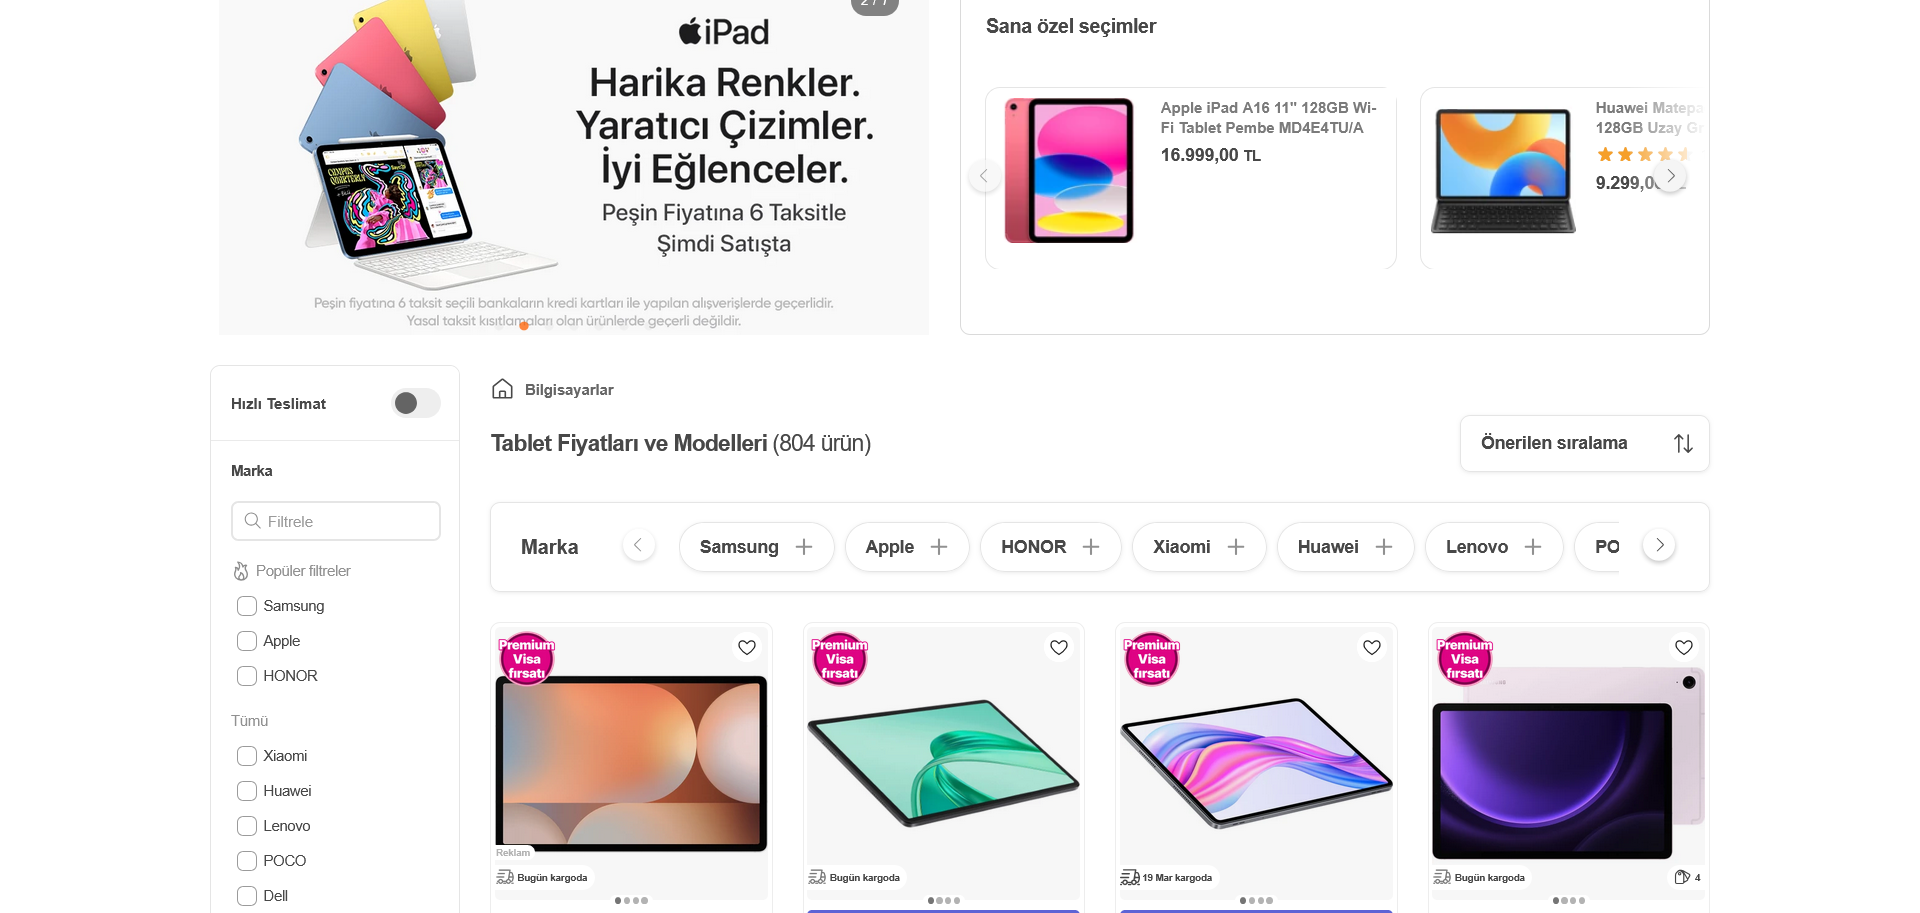 2 / 7
iPad
Harika Renkler.
Yaratıcı Çizimler.
İyi Eğlenceler.
Peşin Fiyatına 6 Taksitle
Şimdi Satışta
Peşin fiyatına 6 taksit seçili bankaların kredi kartları ile yapılan alışverişlerde geçerlidir.
Yasal taksit kısıtlamaları olan ürünlerde geçerli değildir.
Sana özel seçimler
Apple iPad A16 11" 128GB Wi-
Fi Tablet Pembe MD4E4TU/A
16.999,00 TL
Huawei Matepa
128GB Uzay Gr
9.299,00
Hızlı Teslimat
Marka
Filtrele
Popüler filtreler
Samsung
Apple
HONOR
Tümü
Xiaomi
Huawei
Lenovo
POCO
Dell
Bilgisayarlar
Tablet Fiyatları ve Modelleri (804 ürün)
Önerilen sıralama
Marka
Samsung
Apple
HONOR
Xiaomi
Huawei
Lenovo
PO
Premium
Visa
fırsatı
Reklam
Bugün kargoda
Premium
Visa
fırsatı
Bugün kargoda
Premium
Visa
fırsatı
19 Mar kargoda
Premium
Visa
fırsatı
Bugün kargoda
4